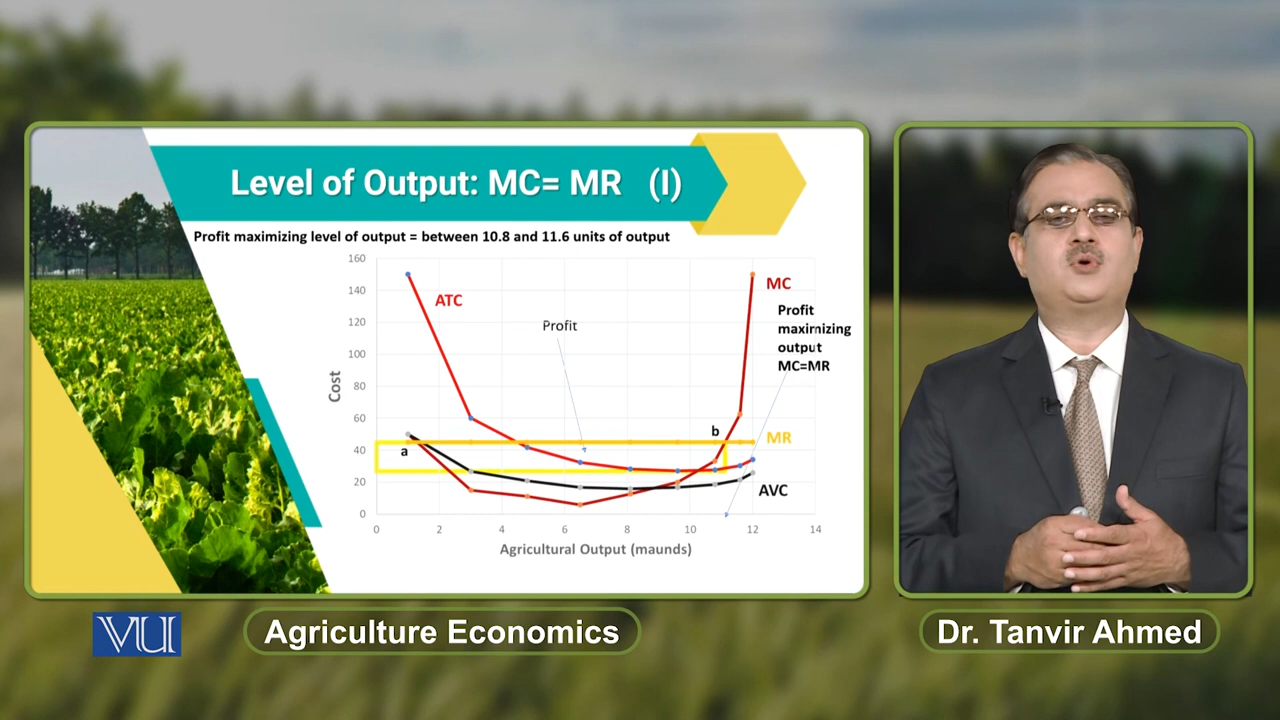 Level of Output: MC= MR (I)
Profit maximizing level of output = between 10.8 and 11.6 units of output
160
140
120
100
80
60
40
20
0
Cost
ATC
Profit
MC
Profit
maximizing
output
MC=MR
a
b
MR
AVC
0 2 4 6 8 10 12 14
Agricultural Output (maunds)
VU
Agriculture Economics
Dr. Tanvir Ahmed